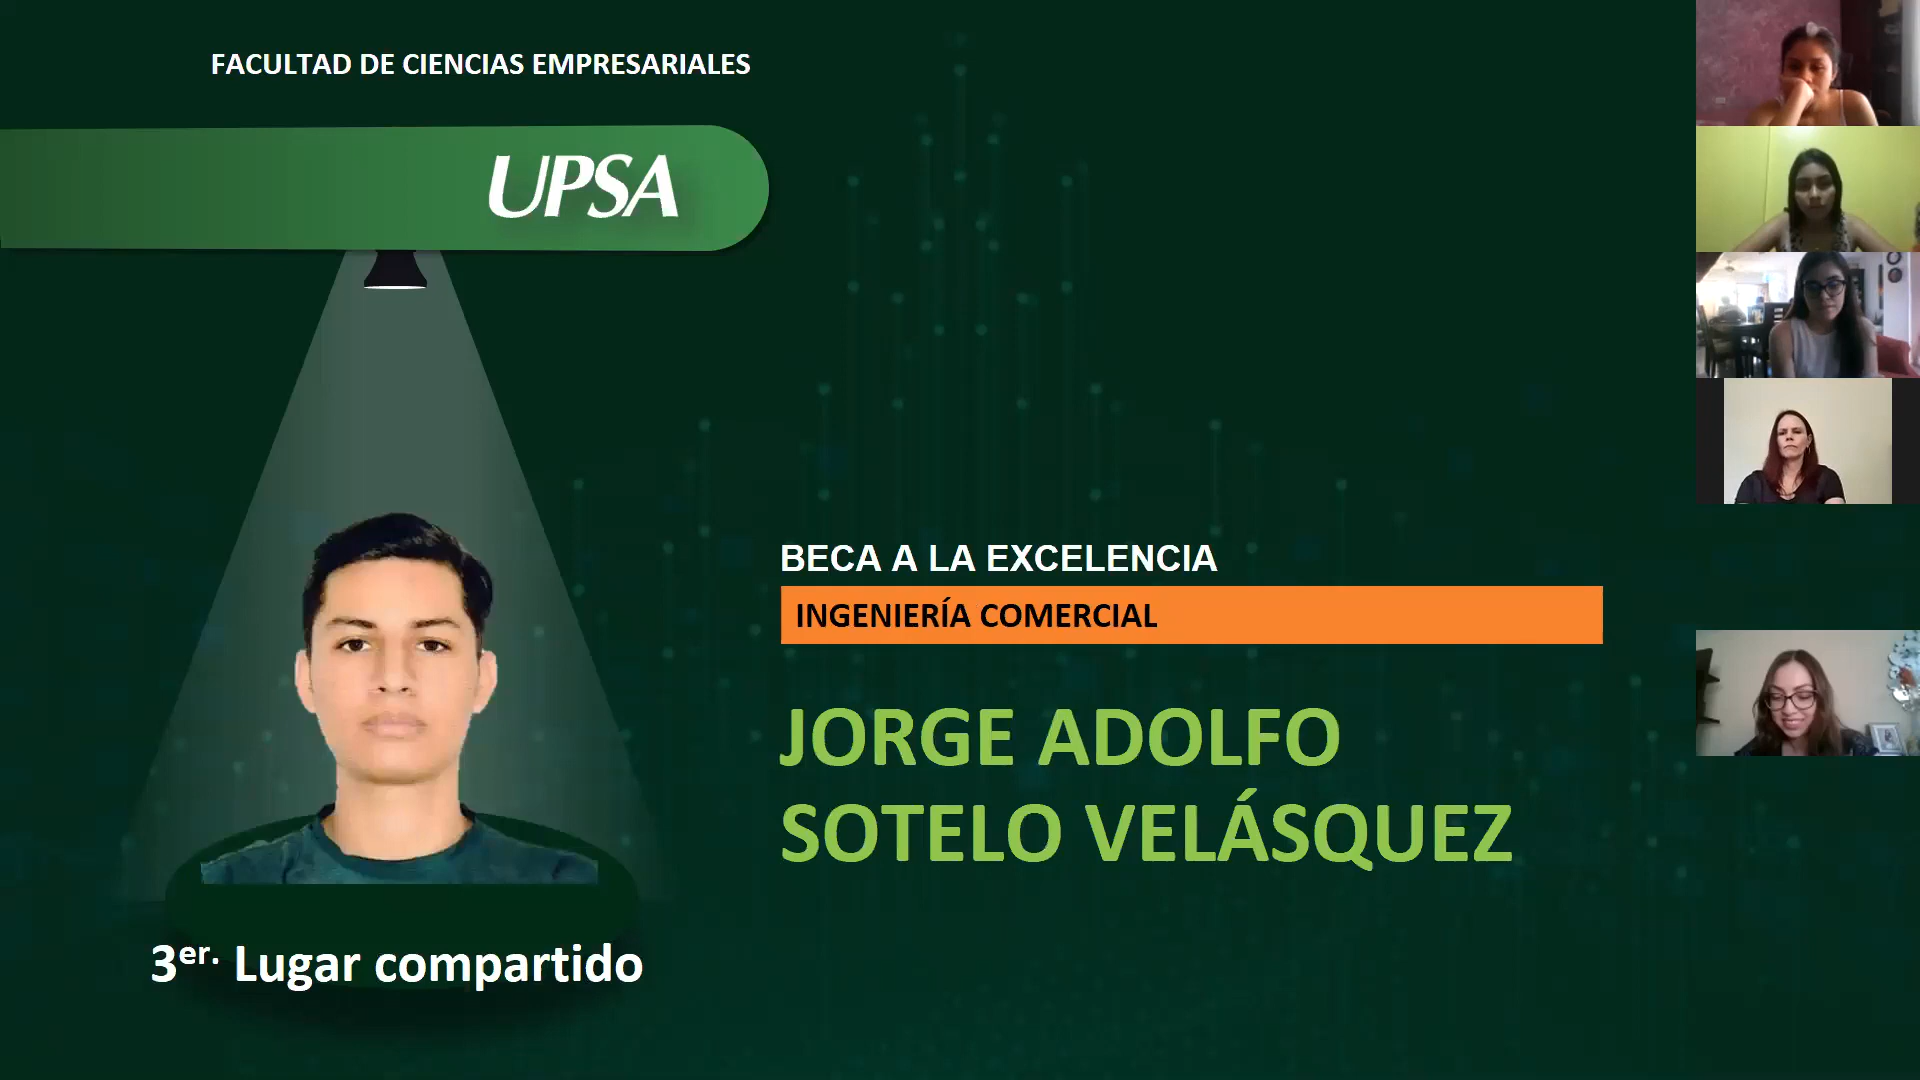 FACULTAD DE CIENCIAS EMPRESARIALES
UPSA
BECA A LA EXCELENCIA
INGENIERÍA COMERCIAL
JORGE ADOLFO
SOTELO VELÁSQUEZ
3er. Lugar compartido